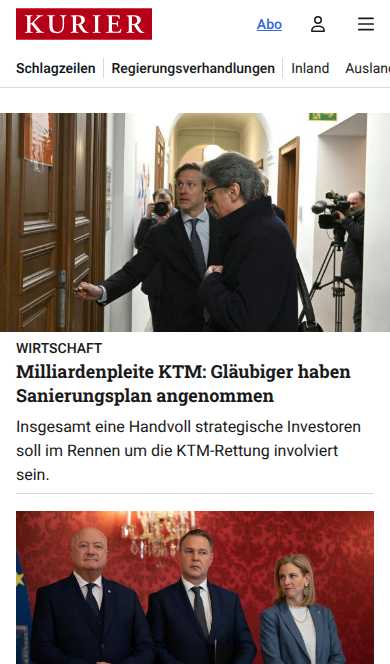 KURIER
Abo
Schlagzeilen
Regierungsverhandlungen
Inland
Auslan
WIRTSCHAFT
Milliardenpleite KTM: Gläubiger haben
Sanierungsplan angenommen
Insgesamt eine Handvoll strategische Investoren
soll im Rennen um die KTM-Rettung involviert
sein.